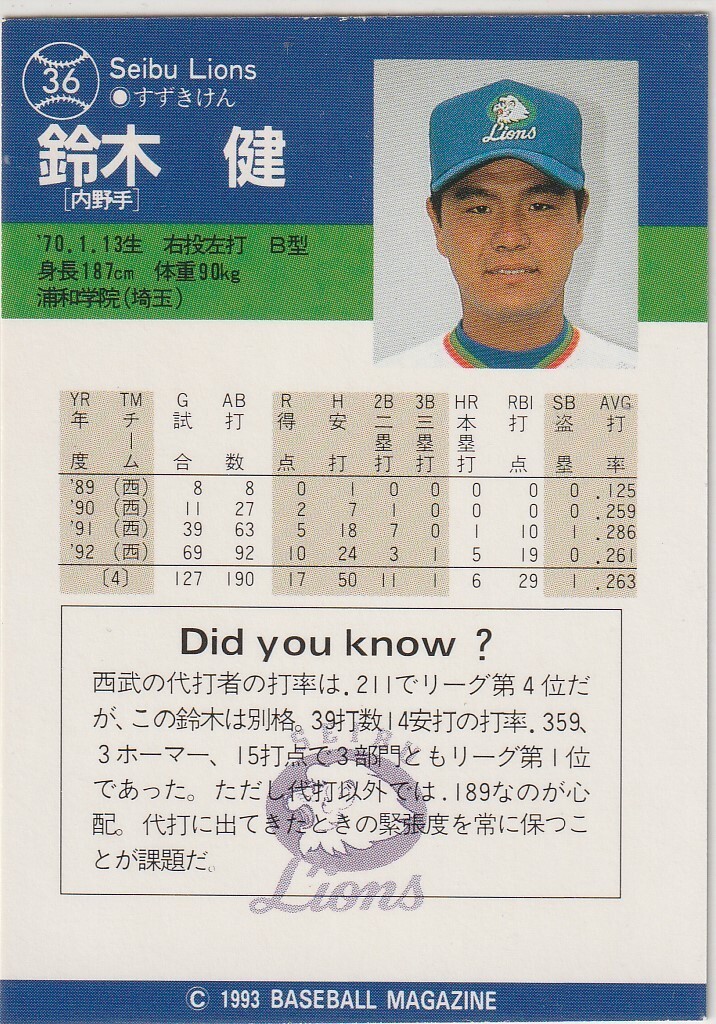 36
Seibu Lions
◉すずきけん
鈴木 健
[内野手]
Lions
'70.1.13生 右投左打 B型
身長187cm 体重90kg
浦和学院(埼玉)
YR TM G AB R H 2B 3B HR RBI SB AVG
年度 チーム 試合 打数 得点 安打 二塁打 三塁打 本塁打 打点 盗塁 打率
'89 (西) 8 8 0 1 0 0 0 0 0 .125
'90 (西) 11 27 2 7 1 0 0 0 0 .259
'91 (西) 39 63 5 18 7 0 1 10 1 .286
'92 (西) 69 92 10 24 3 1 5 19 0 .261
〔4〕 127 190 17 50 11 1 6 29 1 .263
Did you know ?
西武の代打者の打率は.211でリーグ第4位だ
が、この鈴木は別格。39打数14安打の打率.359、
3ホーマー、15打点で3部門ともリーグ第1位
であった。ただし代打以外では.189なのが心
配。代打に出てきたときの緊張度を常に保つこ
とが課題だ。
SEIBU
Lions
© 1993 BASEBALL MAGAZINE